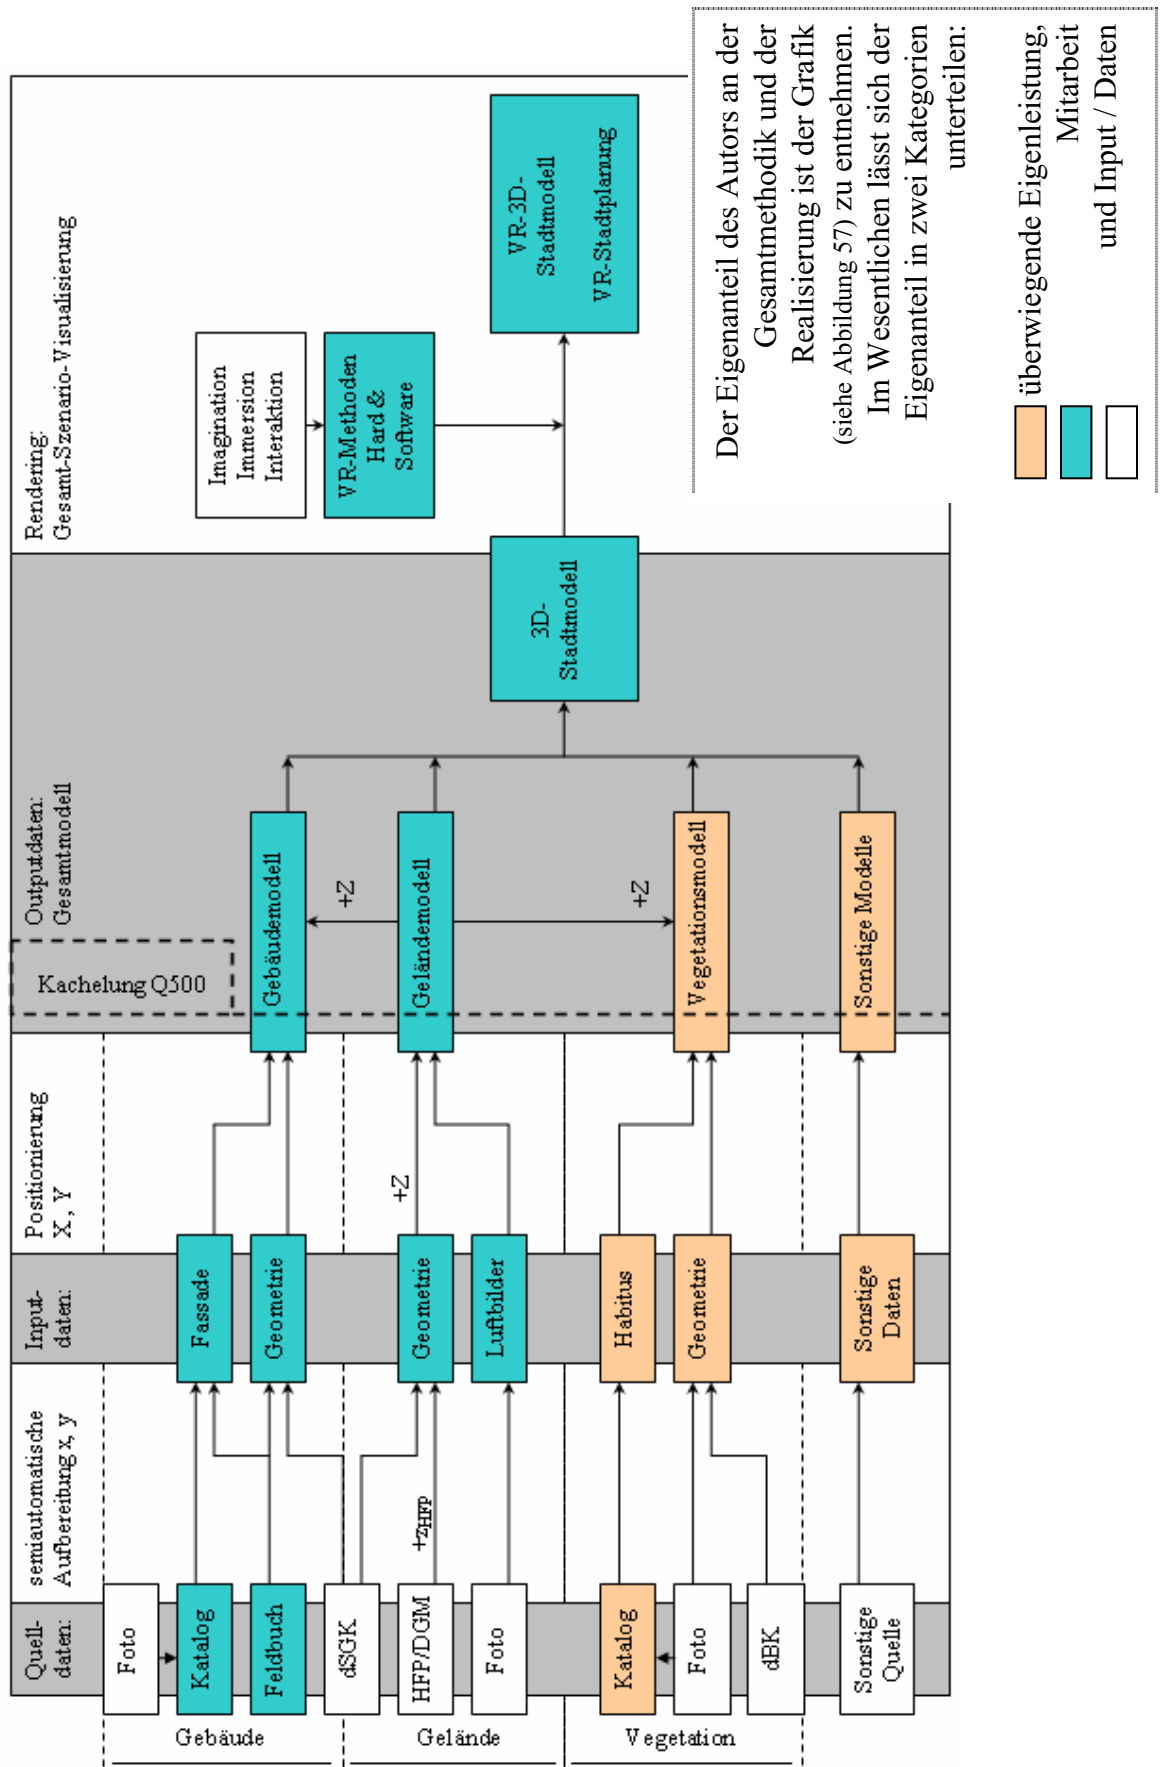 Quell-
daten:
semiautomatische
Aufbereitung x, y
Input-
daten:
Positionierung
X, Y
Outputdaten:
Gesamtmodell
Rendering:
Gesamt-Szenario-Visualisierung
Kachelung Q500
Gebäude
Foto
Katalog
Feldbuch
dSGK
Fassade
Geometrie
Gebäudemodell
+Z
Gelände
HFP/DGM
Foto
+zHFP
Geometrie
Luftbilder
+Z
Geländemodell
+Z
Vegetation
Katalog
Foto
dBK
Habitus
Geometrie
Vegetationsmodell
Sonstige
Quelle
Sonstige
Daten
Sonstige Modelle
3D-
Stadtmodell
Imagination
Immersion
Interaktion
VR-Methoden
Hard &
Software
VR-3D-
Stadtmodell
VR-Stadtplanung
Der Eigenanteil des Autors an der
Gesamtmethodik und der
Realisierung ist der Grafik
(siehe Abbildung 57) zu entnehmen.
Im Wesentlichen lässt sich der
Eigenanteil in zwei Kategorien
unterteilen:
überwiegende Eigenleistung,
Mitarbeit
und Input / Daten